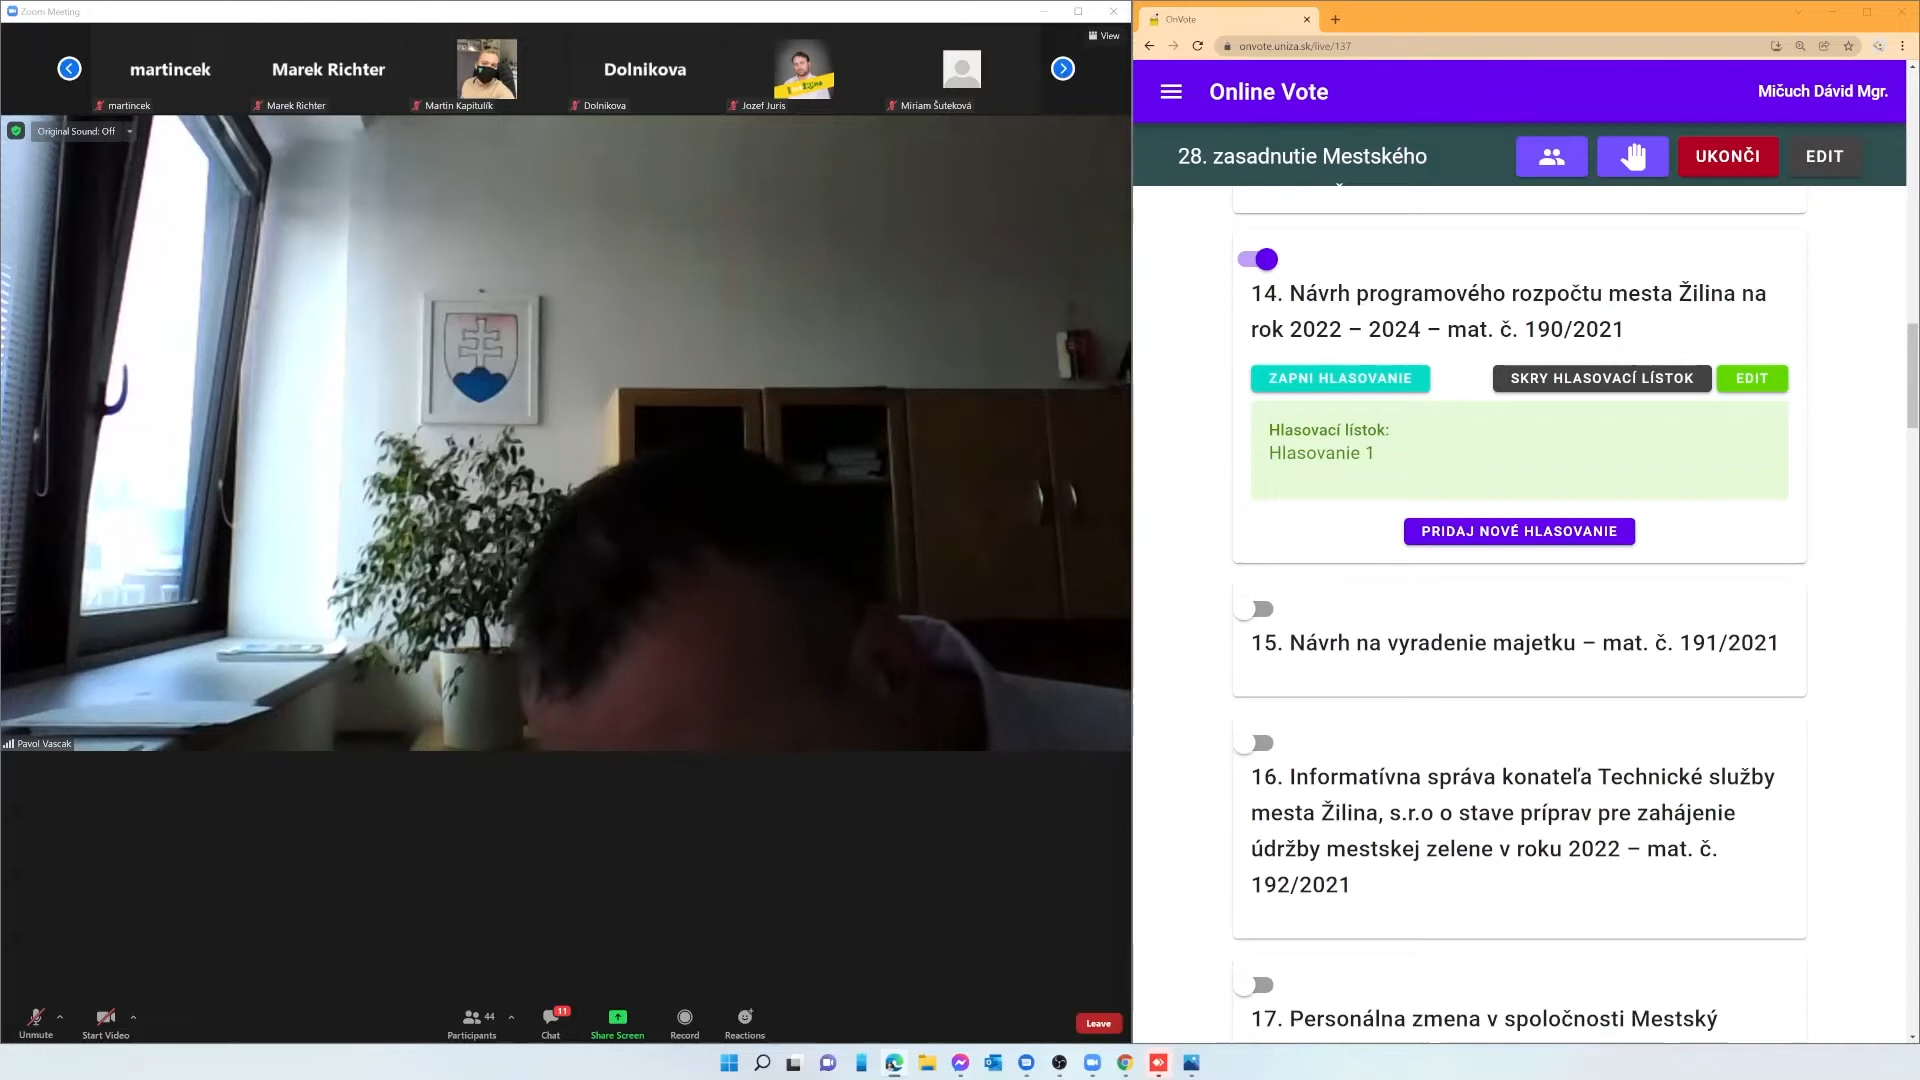 Zoom Meeting
View
martincek
Marek Richter
Dolnikova
martincek
Marek Richter
Martin Kapitulík
Dolnikova
Jozef Juris
Miriam Šuteková
Original Sound: Off
Pavol Vascak
Unmute
Start Video
44
Participants
11
Chat
Share Screen
Record
Reactions
Leave
OnVote
onvote.uniza.sk/live/137
Online Vote
Mičuch Dávid Mgr.
28. zasadnutie Mestského
UKONČI
EDIT
14. Návrh programového rozpočtu mesta Žilina na
rok 2022 – 2024 – mat. č. 190/2021
ZAPNI HLASOVANIE
SKRY HLASOVACÍ LÍSTOK
EDIT
Hlasovací lístok:
Hlasovanie 1
PRIDAJ NOVÉ HLASOVANIE
15. Návrh na vyradenie majetku – mat. č. 191/2021
16. Informatívna správa konateľa Technické služby
mesta Žilina, s.r.o o stave príprav pre zahájenie
údržby mestskej zelene v roku 2022 – mat. č.
192/2021
17. Personálna zmena v spoločnosti Mestský